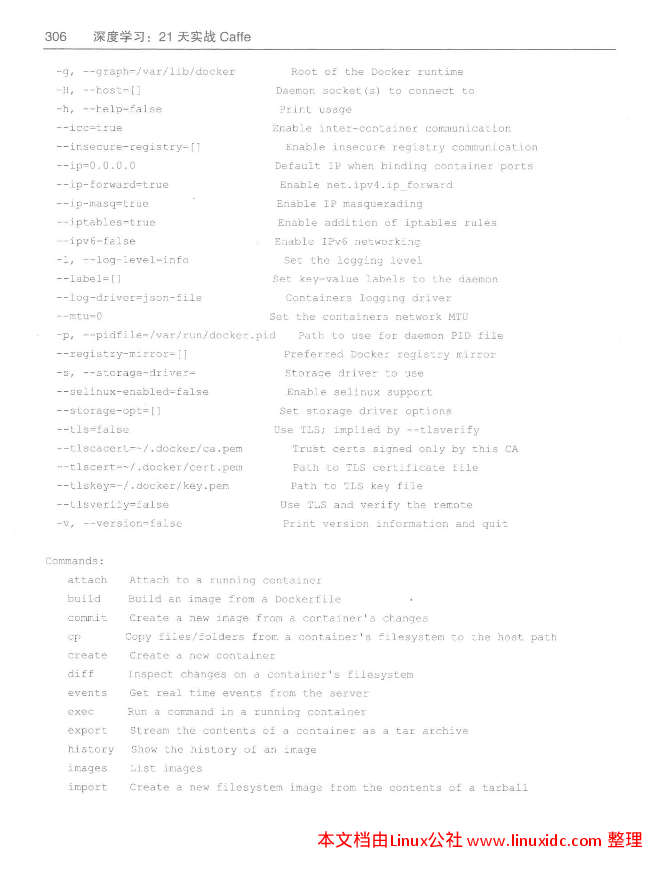 306 深度学习：21 天实战 Caffe
-g, --graph=/var/lib/docker Root of the Docker runtime
-H, --host=[] Daemon socket(s) to connect to
-h, --help=false Print usage
--icc=true Enable inter-container communication
--insecure-registry=[] Enable insecure registry communication
--ip=0.0.0.0 Default IP when binding container ports
--ip-forward=true Enable net.ipv4.ip_forward
--ip-masq=true Enable IP masquerading
--iptables=true Enable addition of iptables rules
--ipv6=false Enable IPv6 networking
-l, --log-level=info Set the logging level
--label=[] Set key=value labels to the daemon
--log-driver=json-file Containers logging driver
--mtu=0 Set the containers network MTU
-p, --pidfile=/var/run/docker.pid Path to use for daemon PID file
--registry-mirror=[] Preferred Docker registry mirror
-s, --storage-driver= Storage driver to use
--selinux-enabled=false Enable selinux support
--storage-opt=[] Set storage driver options
--tls=false Use TLS; implied by --tlsverify
--tlscacert=~/.docker/ca.pem Trust certs signed only by this CA
--tlscert=~/.docker/cert.pem Path to TLS certificate file
--tlskey=~/.docker/key.pem Path to TLS key file
--tlsverify=false Use TLS and verify the remote
-v, --version=false Print version information and quit
Commands:
attach Attach to a running container
build Build an image from a Dockerfile
commit Create a new image from a container's changes
cp Copy files/folders from a container's filesystem to the host path
create Create a new container
diff Inspect changes on a container's filesystem
events Get real time events from the server
exec Run a command in a running container
export Stream the contents of a container as a tar archive
history Show the history of an image
images List images
import Create a new filesystem image from the contents of a tarball
本文档由Linux公社 www.linuxidc.com 整理